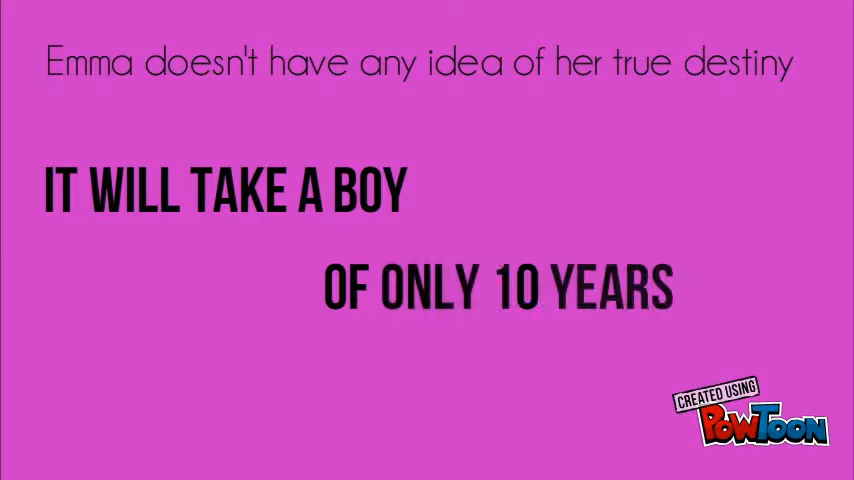 Emma doesn't have any idea of her true destiny
IT WILL TAKE A BOY
OF ONLY 10 YEARS
CREATED USING
POWTOON